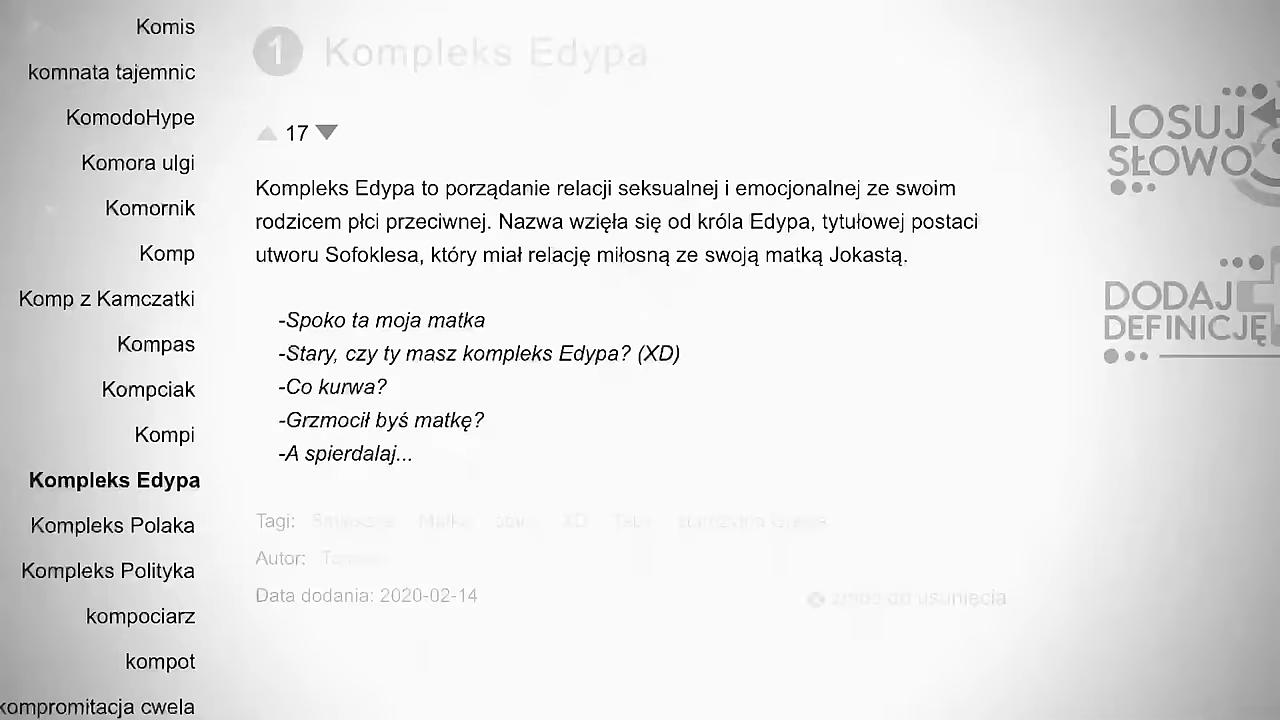 Komis
komnata tajemnic
KomodoHype
Komora ulgi
Komornik
Komp
Komp z Kamczatki
Kompas
Kompciak
Kompi
Kompleks Edypa
Kompleks Polaka
Kompleks Polityka
kompociarz
kompot
kompromitacja cwela
1 Kompleks Edypa
17
Kompleks Edypa to porządanie relacji seksualnej i emocjonalnej ze swoim
rodzicem płci przeciwnej. Nazwa wzięła się od króla Edypa, tytułowej postaci
utworu Sofoklesa, który miał relację miłosną ze swoją matką Jokastą.
-Spoko ta moja matka
-Stary, czy ty masz kompleks Edypa? (XD)
-Co kurwa?
-Grzmocił byś matkę?
-A spierdalaj...
Tagi: Matka XD
Autor:
Data dodania: 2020-02-14
do usunięcia
LOSUJ
SŁOWO
DODAJ
DEFINICJĘ